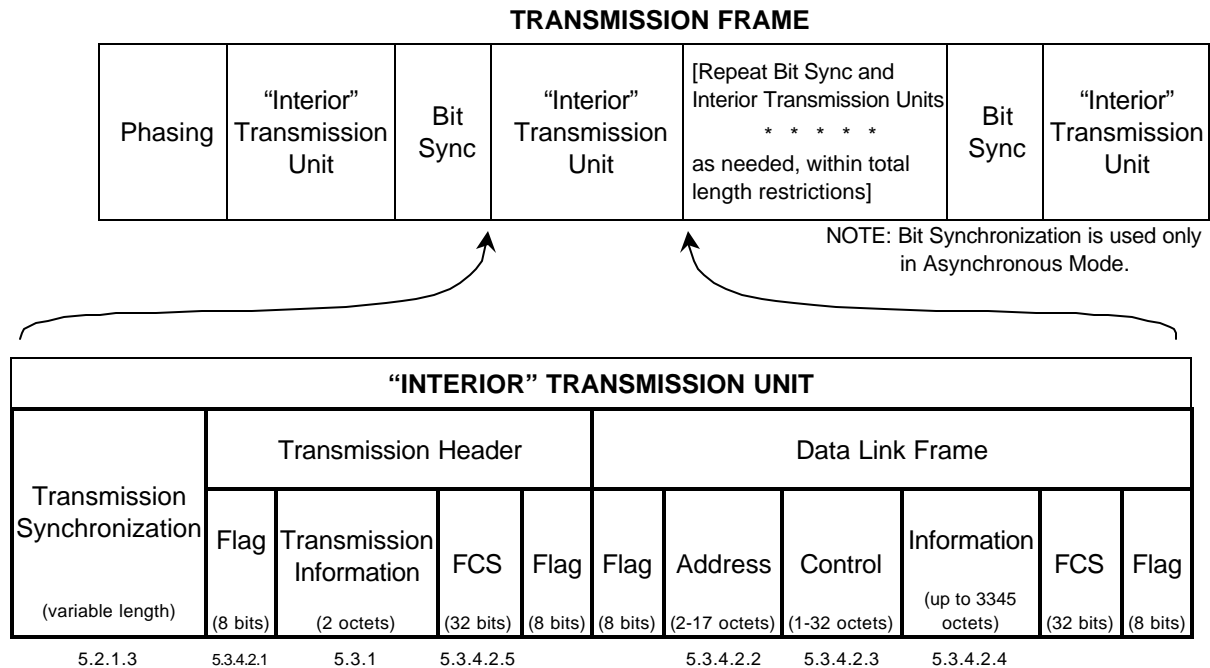 TRANSMISSION FRAME
Phasing
“Interior”
Transmission
Unit
Bit
Sync
“Interior”
Transmission
Unit
[Repeat Bit Sync and
Interior Transmission Units
* * * * *
as needed, within total
length restrictions]
Bit
Sync
“Interior”
Transmission
Unit
NOTE: Bit Synchronization is used only
in Asynchronous Mode.
“INTERIOR” TRANSMISSION UNIT
Transmission
Synchronization
(variable length)
Transmission Header
Data Link Frame
Flag
(8 bits)
Transmission
Information
(2 octets)
FCS
(32 bits)
Flag
(8 bits)
Flag
(8 bits)
Address
(2-17 octets)
Control
(1-32 octets)
Information
(up to 3345
octets)
FCS
(32 bits)
Flag
(8 bits)
5.2.1.3 5.3.4.2.1 5.3.1 5.3.4.2.5 5.3.4.2.2 5.3.4.2.3 5.3.4.2.4